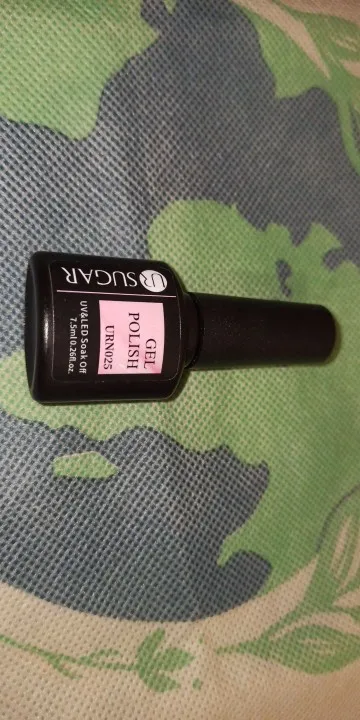 UR SUGAR
GEL
POLISH
URN025
UV&LED Soak Off
7.5ml 0.26fl.oz.